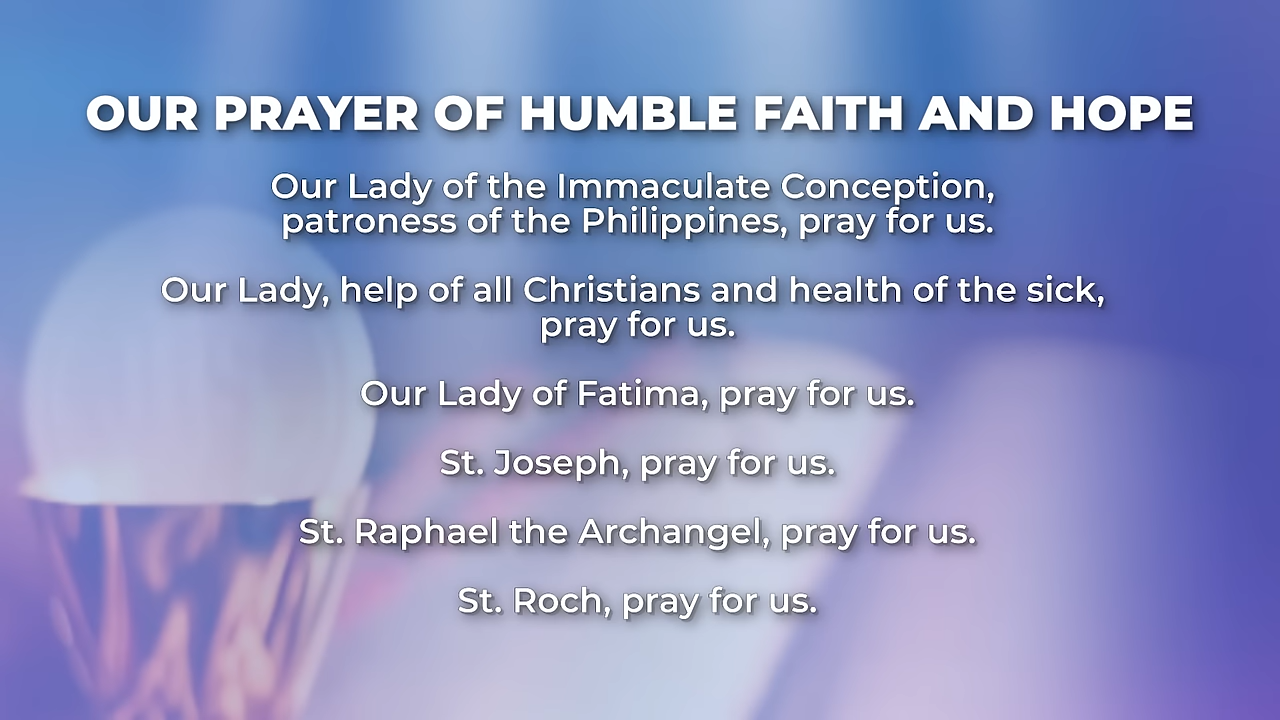 OUR PRAYER OF HUMBLE FAITH AND HOPE
Our Lady of the Immaculate Conception,
patroness of the Philippines, pray for us.
Our Lady, help of all Christians and health of the sick,
pray for us.
Our Lady of Fatima, pray for us.
St. Joseph, pray for us.
St. Raphael the Archangel, pray for us.
St. Roch, pray for us.